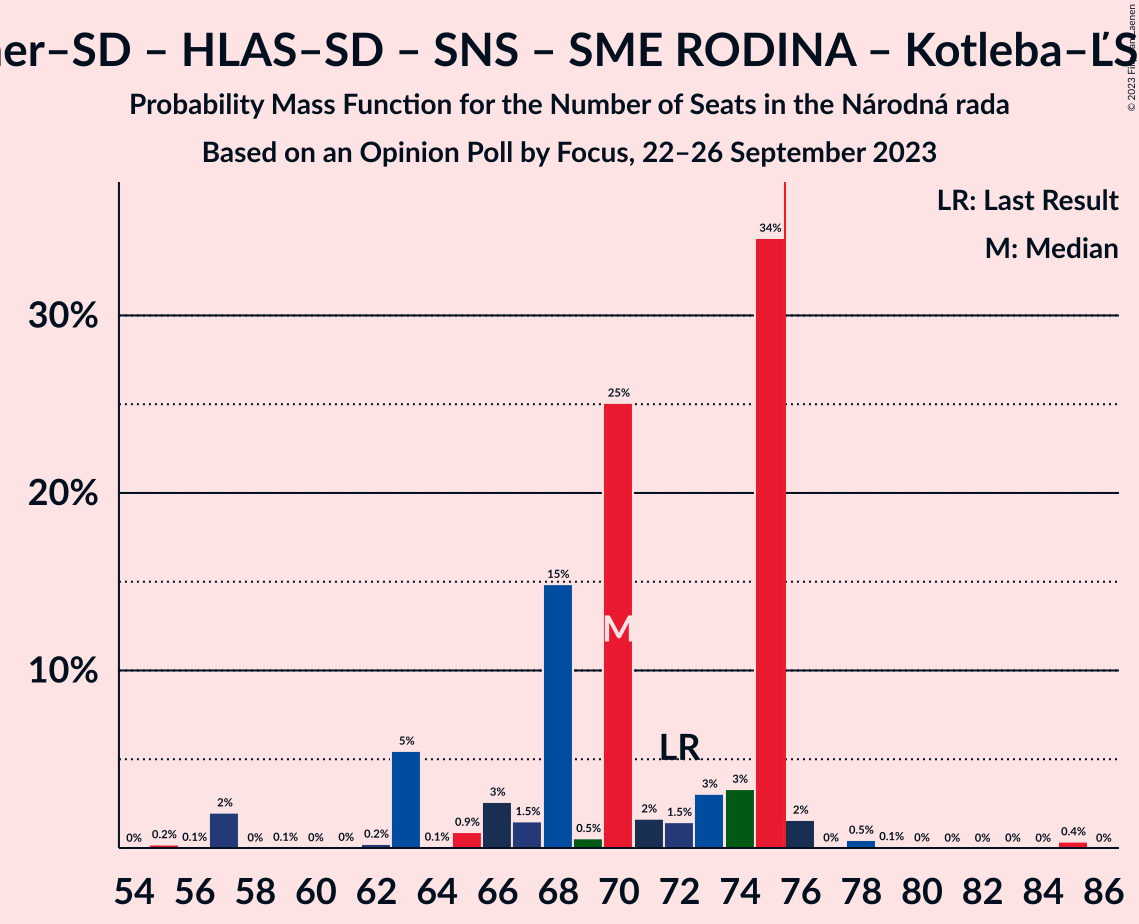 er–SD – HLAS–SD – SNS – SME RODINA – Kotleba–ĽS
Probability Mass Function for the Number of Seats in the Národná rada
Based on an Opinion Poll by Focus, 22–26 September 2023
© 2023
LR: Last Result
M: Median
34%
30%
25%
20%
15%
M
10%
LR
5%
0% 0.2% 0.1% 2% 0% 0.1% 0% 0% 0.2% 5% 0.1% 0.9% 3% 1.5% 0.5% 2% 1.5% 3% 3% 2% 0% 0.5% 0.1% 0% 0% 0% 0% 0% 0.4% 0%
54 56 58 60 62 64 66 68 70 72 74 76 78 80 82 84 86